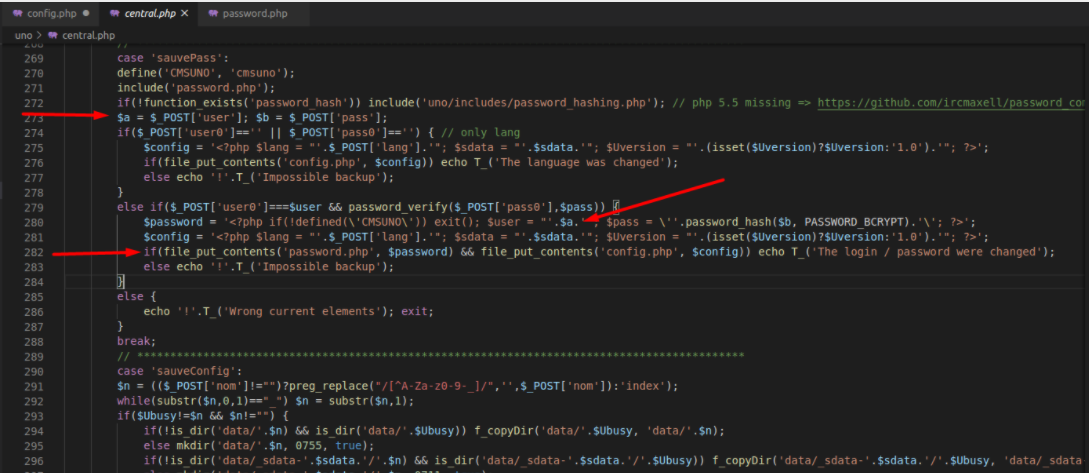 config.php
central.php
password.php
uno > central.php
268 //
269 case 'sauvePass':
270 define('CMSUNO', 'cmsuno');
271 include('password.php');
272 if(!function_exists('password_hash')) include('uno/includes/password_hashing.php'); // php 5.5 missing => https://github.com/ircmaxell/password_com
273 $a = $_POST['user']; $b = $_POST['pass'];
274 if($_POST['user0']=='' || $_POST['pass0']=='') { // only lang
275 $config = '<?php $lang = "'.$_POST['lang'].'"; $sdata = "'.$sdata.'"; $Uversion = "'.(isset($Uversion)?$Uversion:'1.0').'"; ?>';
276 if(file_put_contents('config.php', $config)) echo T_('The language was changed');
277 else echo '!'.T_('Impossible backup');
278 }
279 else if($_POST['user0']===$user && password_verify($_POST['pass0'],$pass)) {
280 $password = '<?php if(!defined(\'CMSUNO\')) exit(); $user = "'.$a.'"; $pass = \''.password_hash($b, PASSWORD_BCRYPT).'\'; ?>';
281 $config = '<?php $lang = "'.$_POST['lang'].'"; $sdata = "'.$sdata.'"; $Uversion = "'.(isset($Uversion)?$Uversion:'1.0').'"; ?>';
282 if(file_put_contents('password.php', $password) && file_put_contents('config.php', $config)) echo T_('The login / password were changed');
283 else echo '!'.T_('Impossible backup');
284 }
285 else {
286 echo '!'.T_('Wrong current elements'); exit;
287 }
288 break;
289 // ********************************************************************************************
290 case 'sauveConfig':
291 $n = (($_POST['nom']!="")?preg_replace("/[^A-Za-z0-9-_]/",'',$_POST['nom']):'index');
292 while(substr($n,0,1)=="_") $n = substr($n,1);
293 if($Ubusy!=$n && $n!="") {
294 if(!is_dir('data/'.$n) && is_dir('data/'.$Ubusy)) f_copyDir('data/'.$Ubusy, 'data/'.$n);
295 else mkdir('data/'.$n, 0755, true);
296 if(!is_dir('data/_sdata-'.$sdata.'/'.$n) && is_dir('data/_sdata-'.$sdata.'/'.$Ubusy)) f_copyDir('data/_sdata-'.$sdata.'/'.$Ubusy, 'data/_sdata